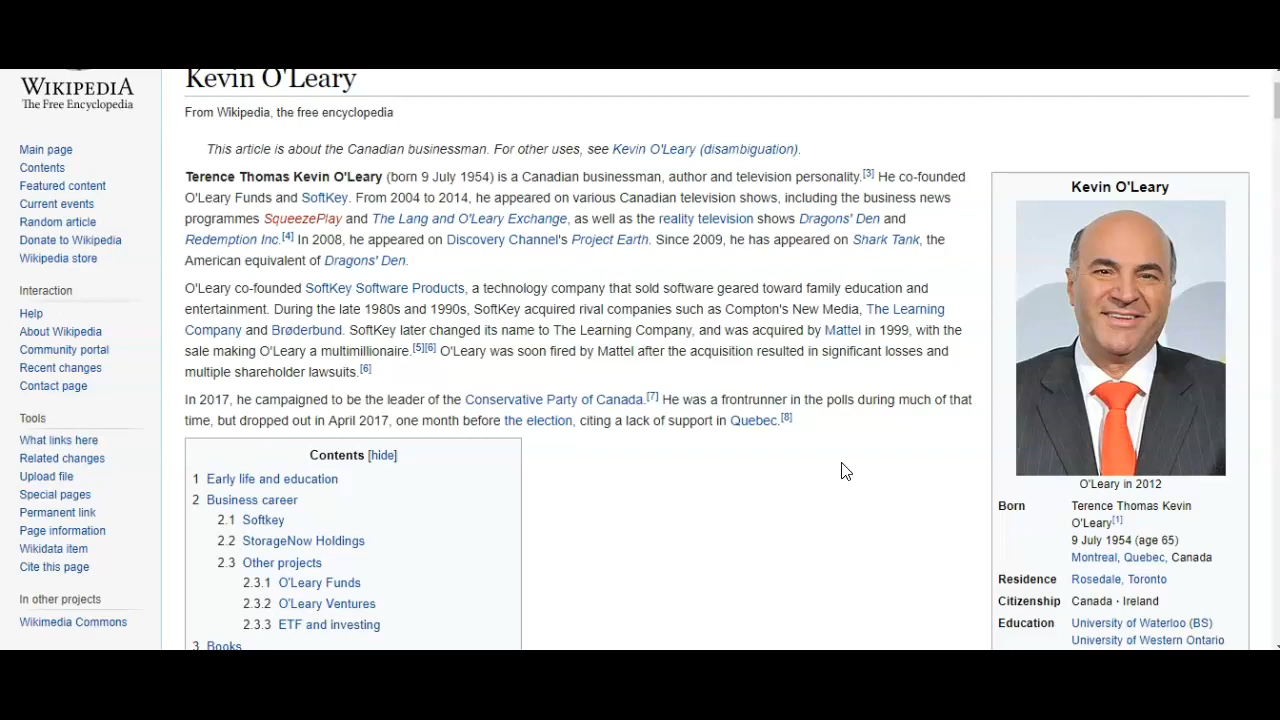 WIKIPEDIA
The Free Encyclopedia
Main page
Contents
Featured content
Current events
Random article
Donate to Wikipedia
Wikipedia store
Interaction
Help
About Wikipedia
Community portal
Recent changes
Contact page
Tools
What links here
Related changes
Upload file
Special pages
Permanent link
Page information
Wikidata item
Cite this page
In other projects
Wikimedia Commons
Kevin O'Leary
From Wikipedia, the free encyclopedia
This article is about the Canadian businessman. For other uses, see Kevin O'Leary (disambiguation).
Terence Thomas Kevin O'Leary (born 9 July 1954) is a Canadian businessman, author and television personality.[3] He co-founded
O'Leary Funds and SoftKey. From 2004 to 2014, he appeared on various Canadian television shows, including the business news
programmes SqueezePlay and The Lang and O'Leary Exchange, as well as the reality television shows Dragons' Den and
Redemption Inc.[4] In 2008, he appeared on Discovery Channel's Project Earth. Since 2009, he has appeared on Shark Tank, the
American equivalent of Dragons' Den.
O'Leary co-founded SoftKey Software Products, a technology company that sold software geared toward family education and
entertainment. During the late 1980s and 1990s, SoftKey acquired rival companies such as Compton's New Media, The Learning
Company and Brøderbund. SoftKey later changed its name to The Learning Company, and was acquired by Mattel in 1999, with the
sale making O'Leary a multimillionaire.[5][6] O'Leary was soon fired by Mattel after the acquisition resulted in significant losses and
multiple shareholder lawsuits.[6]
In 2017, he campaigned to be the leader of the Conservative Party of Canada.[7] He was a frontrunner in the polls during much of that
time, but dropped out in April 2017, one month before the election, citing a lack of support in Quebec.[8]
Contents [hide]
1 Early life and education
2 Business career
2.1 Softkey
2.2 StorageNow Holdings
2.3 Other projects
2.3.1 O'Leary Funds
2.3.2 O'Leary Ventures
2.3.3 ETF and investing
3 Books
Kevin O'Leary
O'Leary in 2012
Born Terence Thomas Kevin
O'Leary[1]
9 July 1954 (age 65)
Montreal, Quebec, Canada
Residence Rosedale, Toronto
Citizenship Canada · Ireland
Education University of Waterloo (BS)
University of Western Ontario